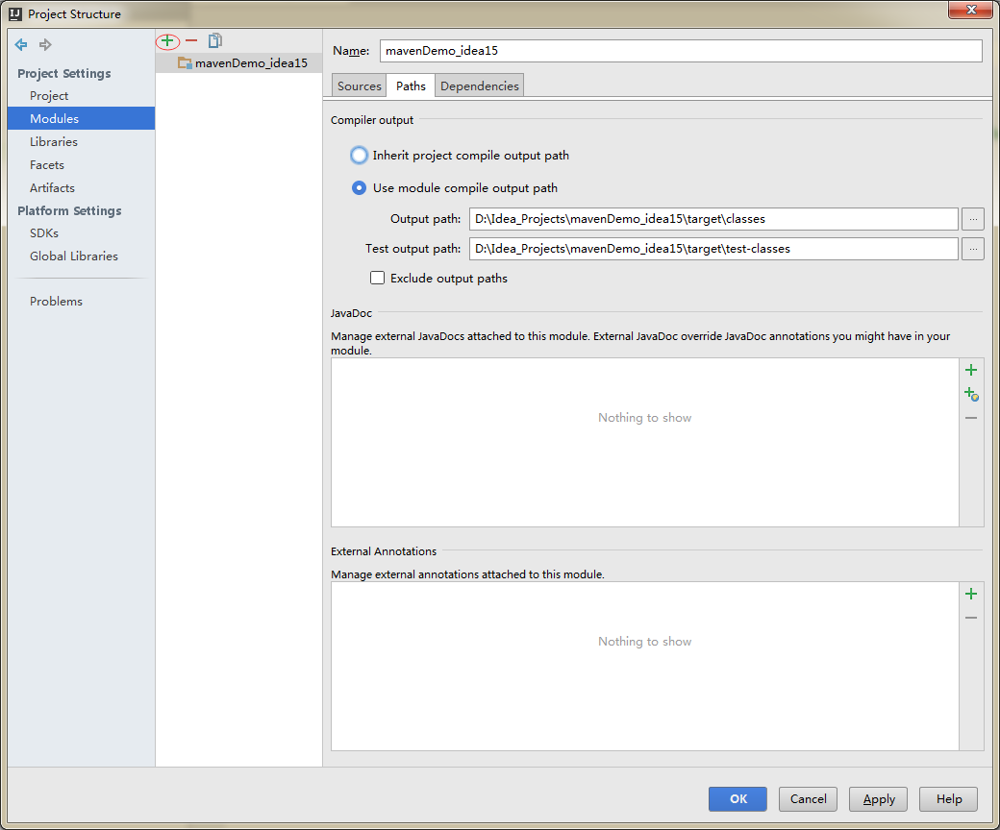 Project Structure
Project Settings
Project
Modules
Libraries
Facets
Artifacts
Platform Settings
SDKs
Global Libraries
Problems
mavenDemo_idea15
Name: mavenDemo_idea15
Sources Paths Dependencies
Compiler output
Inherit project compile output path
Use module compile output path
Output path: D:\Idea_Projects\mavenDemo_idea15\target\classes ...
Test output path: D:\Idea_Projects\mavenDemo_idea15\target\test-classes ...
Exclude output paths
JavaDoc
Manage external JavaDocs attached to this module. External JavaDoc override JavaDoc annotations you might have in your
module.
Nothing to show
External Annotations
Manage external annotations attached to this module.
Nothing to show
OK Cancel Apply Help